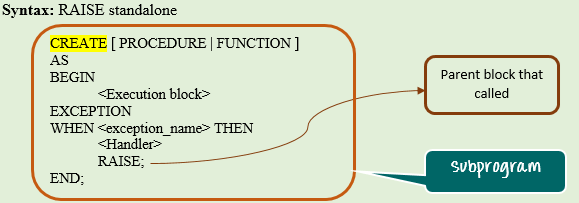 Syntax: RAISE standalone
CREATE [ PROCEDURE | FUNCTION ]
AS
BEGIN
<Execution block>
EXCEPTION
WHEN <exception_name> THEN
<Handler>
RAISE;
END;
Parent block that
called
subprogram